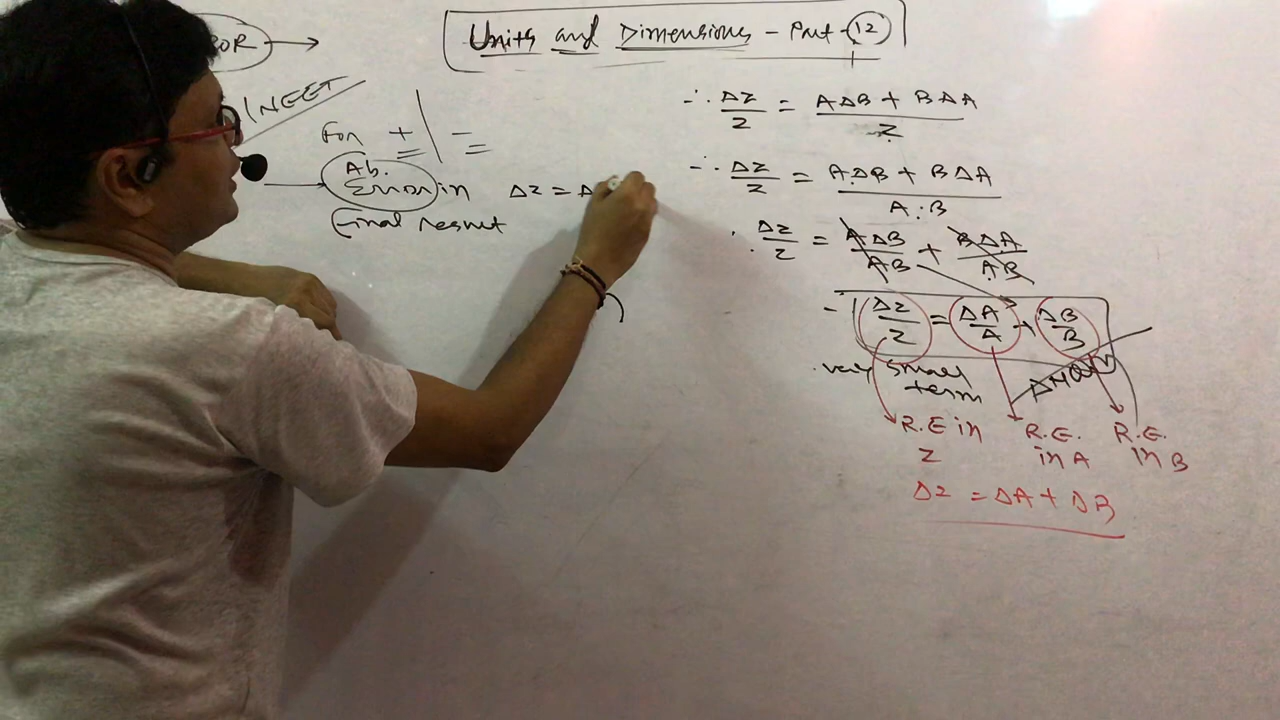 Units and Dimensions - Part - 12
OR
NEET
For + | -
Ab.
Error in ΔZ = Δ
Final result
∴ ΔZ/Z = AΔB + BΔA / Z
∴ ΔZ/Z = AΔB + BΔA / A.B
∴ ΔZ/Z = AΔB/AB + BΔA/AB
ΔZ/Z = ΔA/A + ΔB/B
very small
term
R.E in Z
R.E. in A
R.E. in B
ΔZ = ΔA + ΔB